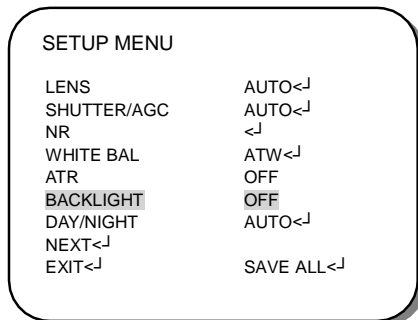 SETUP MENU
LENS AUTO<┘
SHUTTER/AGC AUTO<┘
NR <┘
WHITE BAL ATW<┘
ATR OFF
BACKLIGHT OFF
DAY/NIGHT AUTO<┘
NEXT<┘
EXIT<┘ SAVE ALL<┘